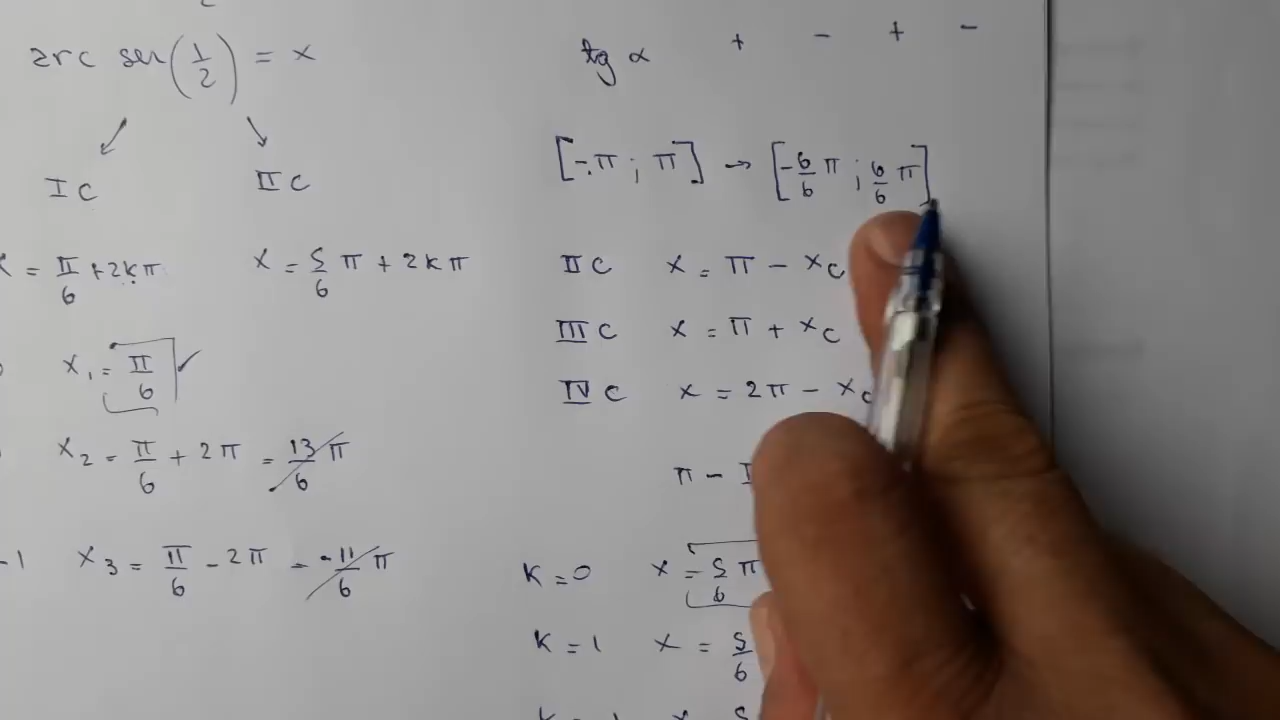 arc sen(1/2) = x
I C
II C
x = π/6 + 2kπ
x = 5/6 π + 2kπ
x₁ = π/6 ✓
x₂ = π/6 + 2π = 13/6 π
-1 x₃ = π/6 - 2π = -11/6 π
tg α + - + -
[-π ; π] → [-6/6 π ; 6/6 π]
II C x = π - x_C
III C x = π + x_C
IV C x = 2π - x_C
π -
K = 0 x = 5/6 π
K = 1 x = 5/6